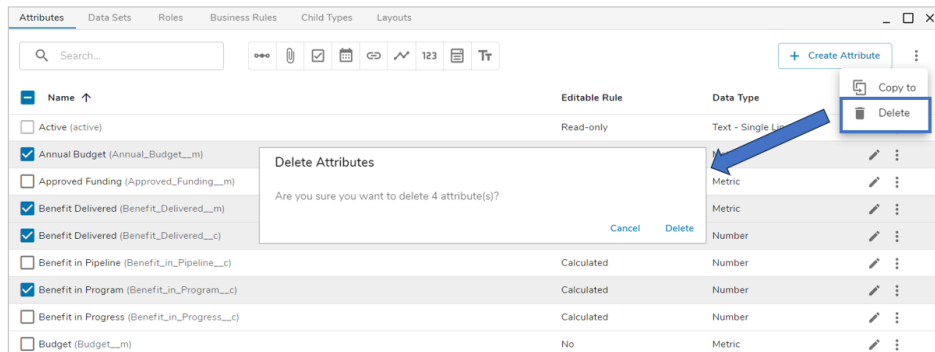 Attributes Data Sets Roles Business Rules Child Types Layouts
Search...
123 TT
+ Create Attribute
Copy to
Delete
Name ↑ Editable Rule Data Type
Active (active) Read-only Text - Single
Annual Budget (Annual_Budget__m)
Approved Funding (Approved_Funding__m) Metric
Benefit Delivered (Benefit_Delivered__m) Metric
Benefit Delivered (Benefit_Delivered__c) Number
Benefit in Pipeline (Benefit_in_Pipeline__c) Calculated Number
Benefit in Program (Benefit_in_Program__c) Calculated Number
Benefit in Progress (Benefit_in_Progress__c) Calculated Number
Budget (Budget__m) No Metric
Delete Attributes
Are you sure you want to delete 4 attribute(s)?
Cancel Delete